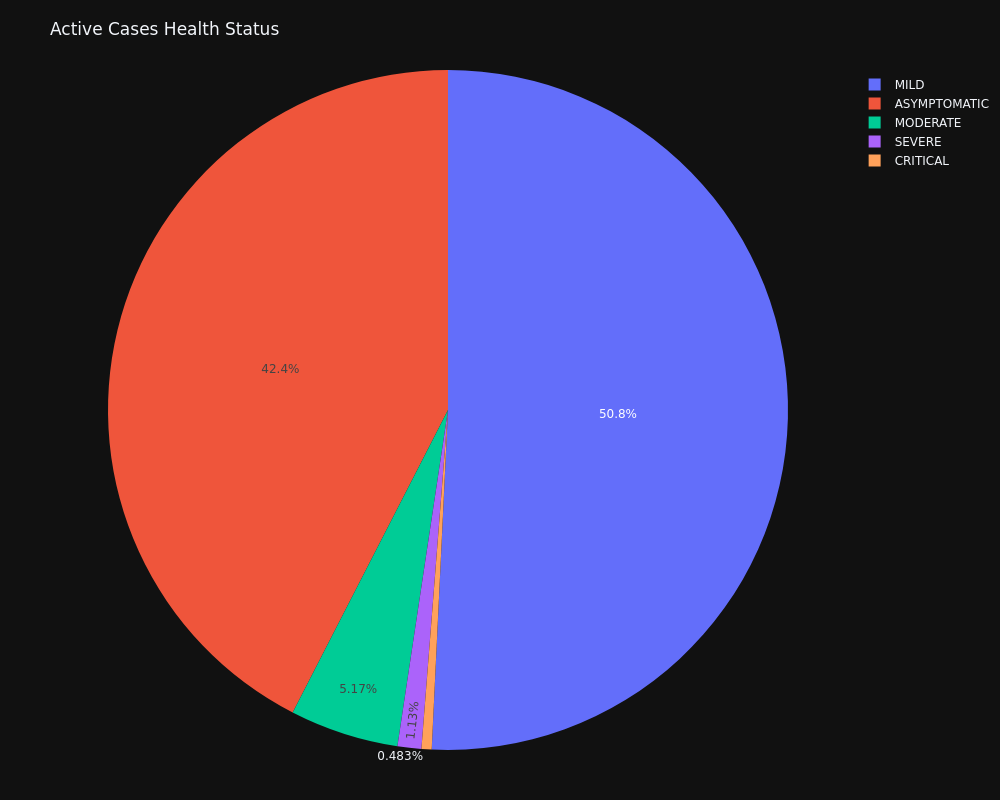 Active Cases Health Status
MILD
ASYMPTOMATIC
MODERATE
SEVERE
CRITICAL
42.4%
50.8%
5.17%
1.13%
0.483%